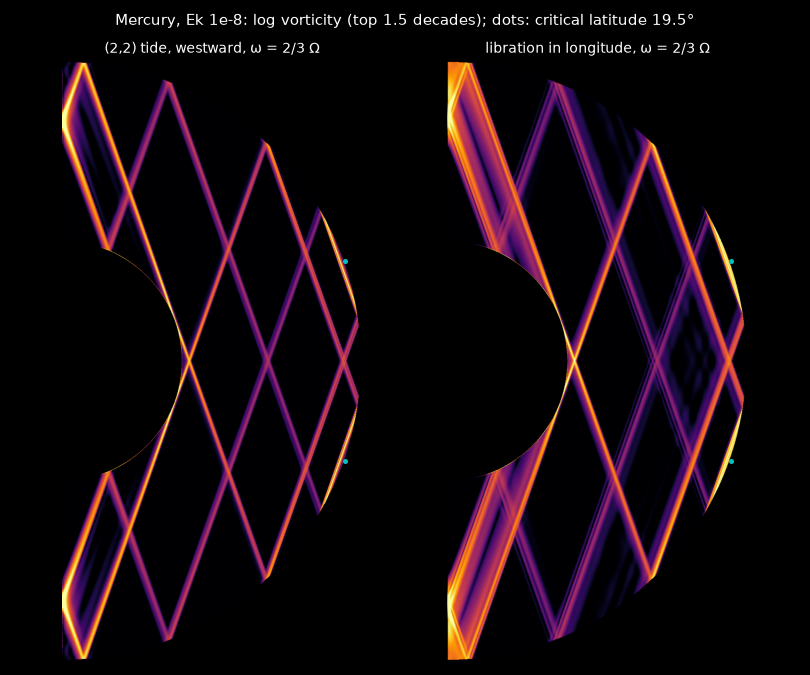 Mercury, Ek 1e-8: log vorticity (top 1.5 decades); dots: critical latitude 19.5°
(2,2) tide, westward, ω = 2/3 Ω
libration in longitude, ω = 2/3 Ω